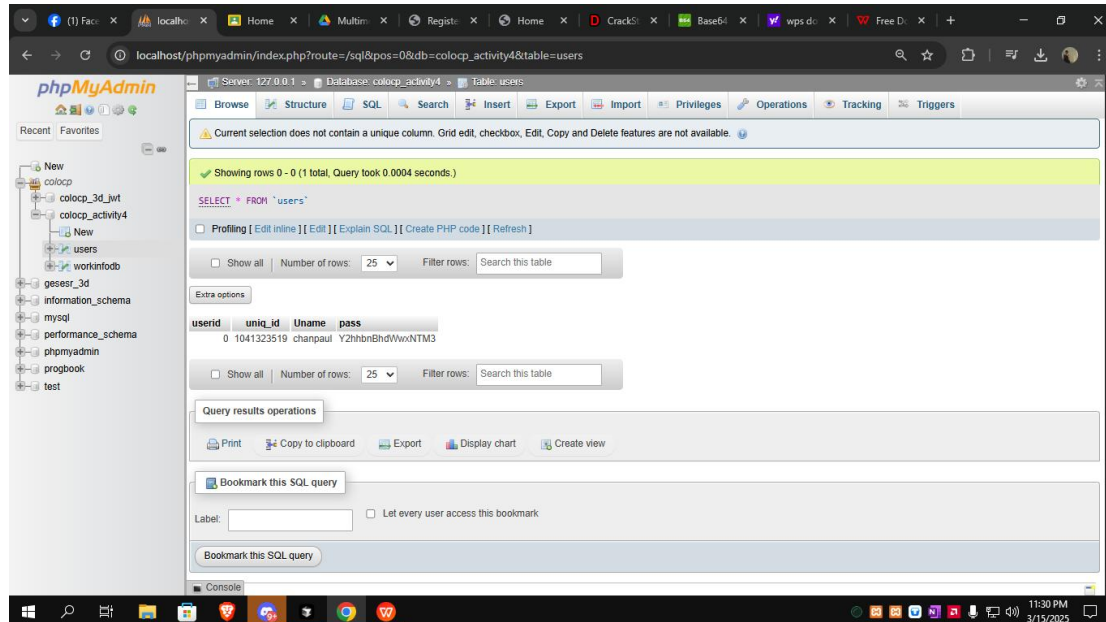 (1) Face
localho
Home
Multim
Registe
Home
CrackSt
Base64
wps do
Free Do
localhost/phpmyadmin/index.php?route=/sql&pos=0&db=colocp_activity4&table=users
phpMyAdmin
Recent Favorites
New
colocp
colocp_3d_jwt
colocp_activity4
New
users
workinfodb
gesesr_3d
information_schema
mysql
performance_schema
phpmyadmin
progbook
test
Server: 127.0.0.1 » Database: colocp_activity4 » Table: users
Browse Structure SQL Search Insert Export Import Privileges Operations Tracking Triggers
Current selection does not contain a unique column. Grid edit, checkbox, Edit, Copy and Delete features are not available.
Showing rows 0 - 0 (1 total, Query took 0.0004 seconds.)
SELECT * FROM `users`
Profiling [ Edit inline ] [ Edit ] [ Explain SQL ] [ Create PHP code ] [ Refresh ]
Show all | Number of rows: 25 Filter rows: Search this table
Extra options
userid uniq_id Uname pass
0 1041323519 chanpaul Y2hhbnBhdWwxNTM3
Show all | Number of rows: 25 Filter rows: Search this table
Query results operations
Print Copy to clipboard Export Display chart Create view
Bookmark this SQL query
Label: Let every user access this bookmark
Bookmark this SQL query
Console
11:30 PM
3/15/2025